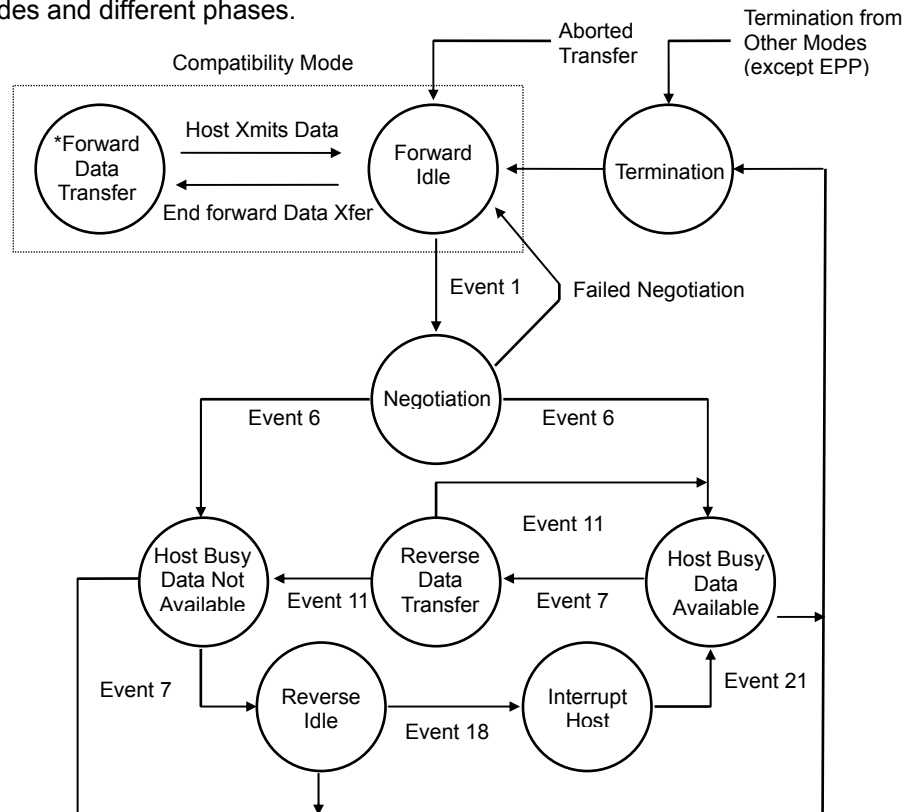 des and different phases.
Termination from
Other Modes
(except EPP)
Aborted
Transfer
Compatibility Mode
*Forward
Data
Transfer
Host Xmits Data
End forward Data Xfer
Forward
Idle
Termination
Event 1
Failed Negotiation
Negotiation
Event 6
Event 6
Event 11
Host Busy
Data Not
Available
Event 11
Reverse
Data
Transfer
Event 7
Host Busy
Data
Available
Event 7
Reverse
Idle
Event 18
Interrupt
Host
Event 21